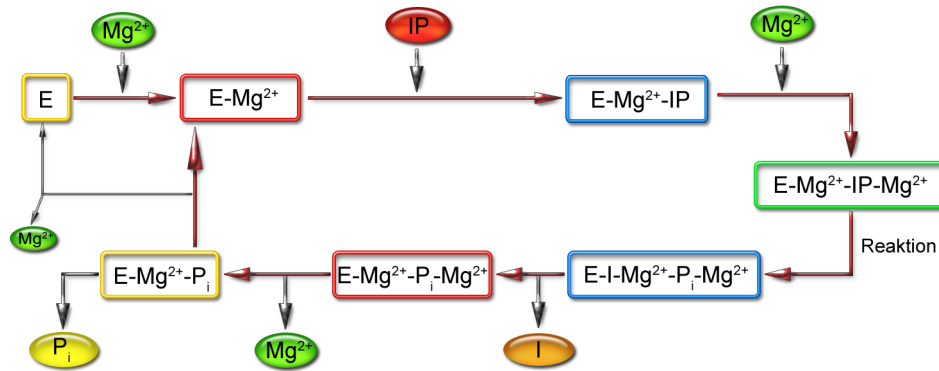 Mg²⁺
IP
Mg²⁺
E
E-Mg²⁺
E-Mg²⁺-IP
E-Mg²⁺-IP-Mg²⁺
Reaktion
Mg²⁺
E-Mg²⁺-Pᵢ
E-Mg²⁺-Pᵢ-Mg²⁺
E-I-Mg²⁺-Pᵢ-Mg²⁺
Pᵢ
Mg²⁺
I